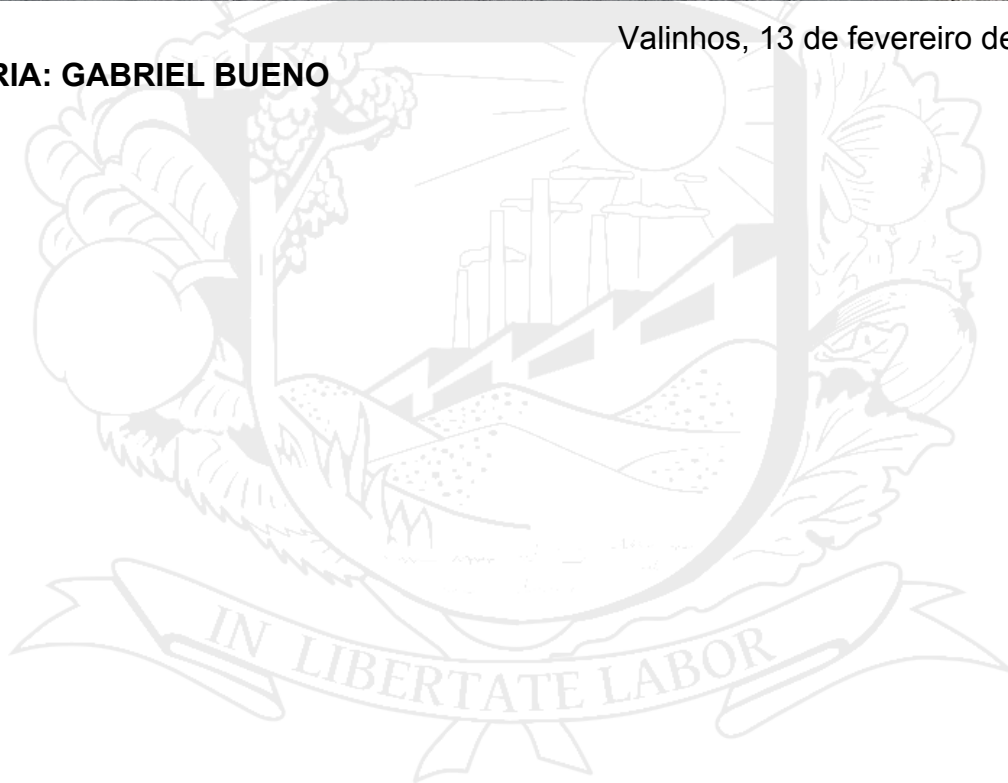 Valinhos, 13 de fevereiro de
RIA: GABRIEL BUENO
IN LIBERTATE LABOR